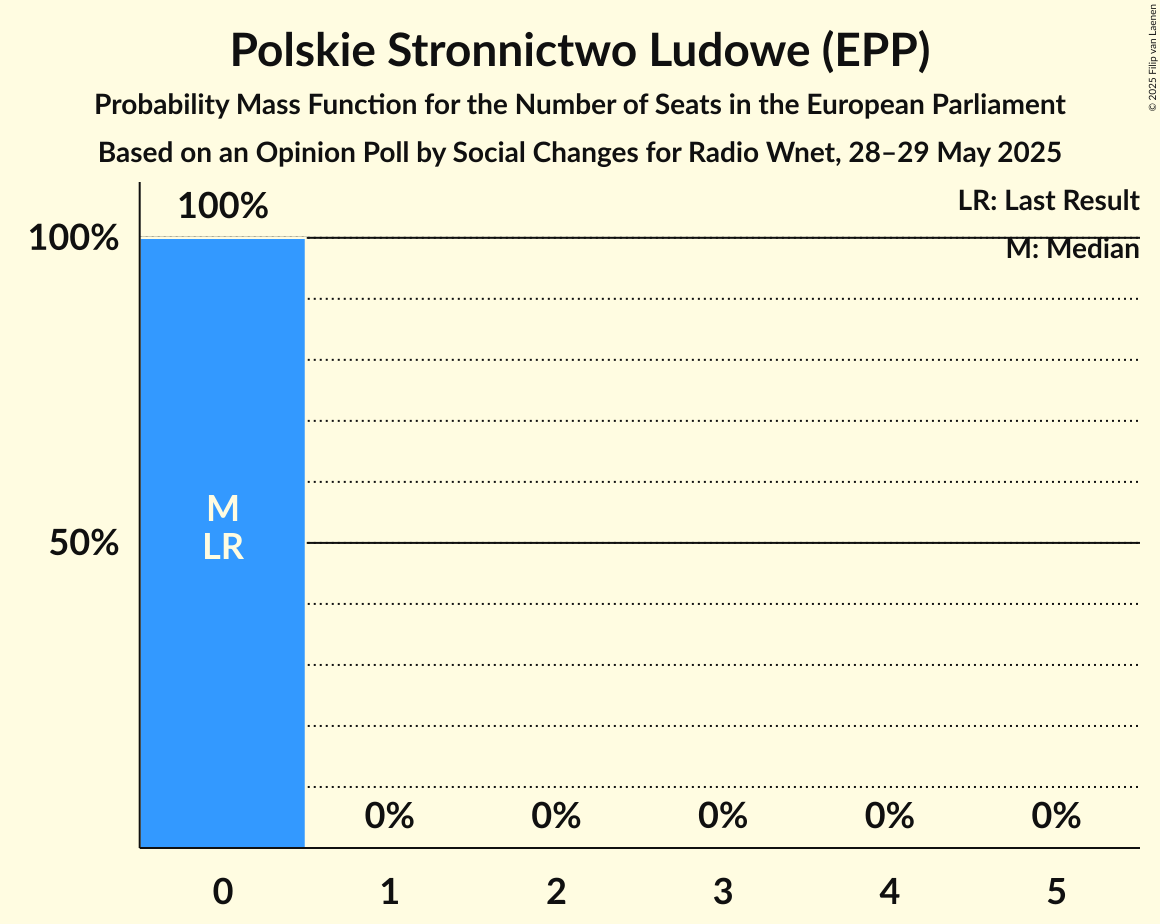 Polskie Stronnictwo Ludowe (EPP)
Probability Mass Function for the Number of Seats in the European Parliament
Based on an Opinion Poll by Social Changes for Radio Wnet, 28–29 May 2025
© 2025 Filip van Laenen
LR: Last Result
M: Median
100%
100%
50%
M
LR
0% 0% 0% 0% 0%
0 1 2 3 4 5